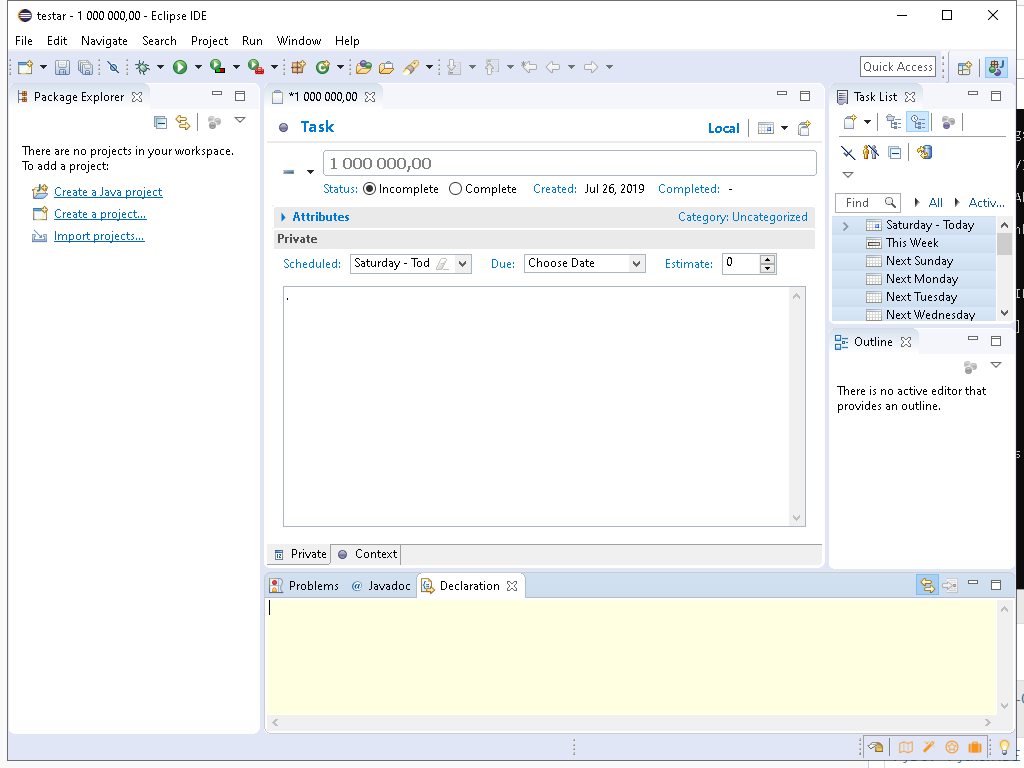 testar - 1 000 000,00 - Eclipse IDE
File Edit Navigate Search Project Run Window Help
Quick Access
Package Explorer
There are no projects in your workspace.
To add a project:
Create a Java project
Create a project...
Import projects...
*1 000 000,00
Task
Local
1 000 000,00
Status: Incomplete Complete Created: Jul 26, 2019 Completed: -
Attributes
Category: Uncategorized
Private
Scheduled: Saturday - Tod Due: Choose Date Estimate: 0
.
Private Context
Task List
Find All Activ...
Saturday - Today
This Week
Next Sunday
Next Monday
Next Tuesday
Next Wednesday
Outline
There is no active editor that
provides an outline.
Problems @ Javadoc Declaration